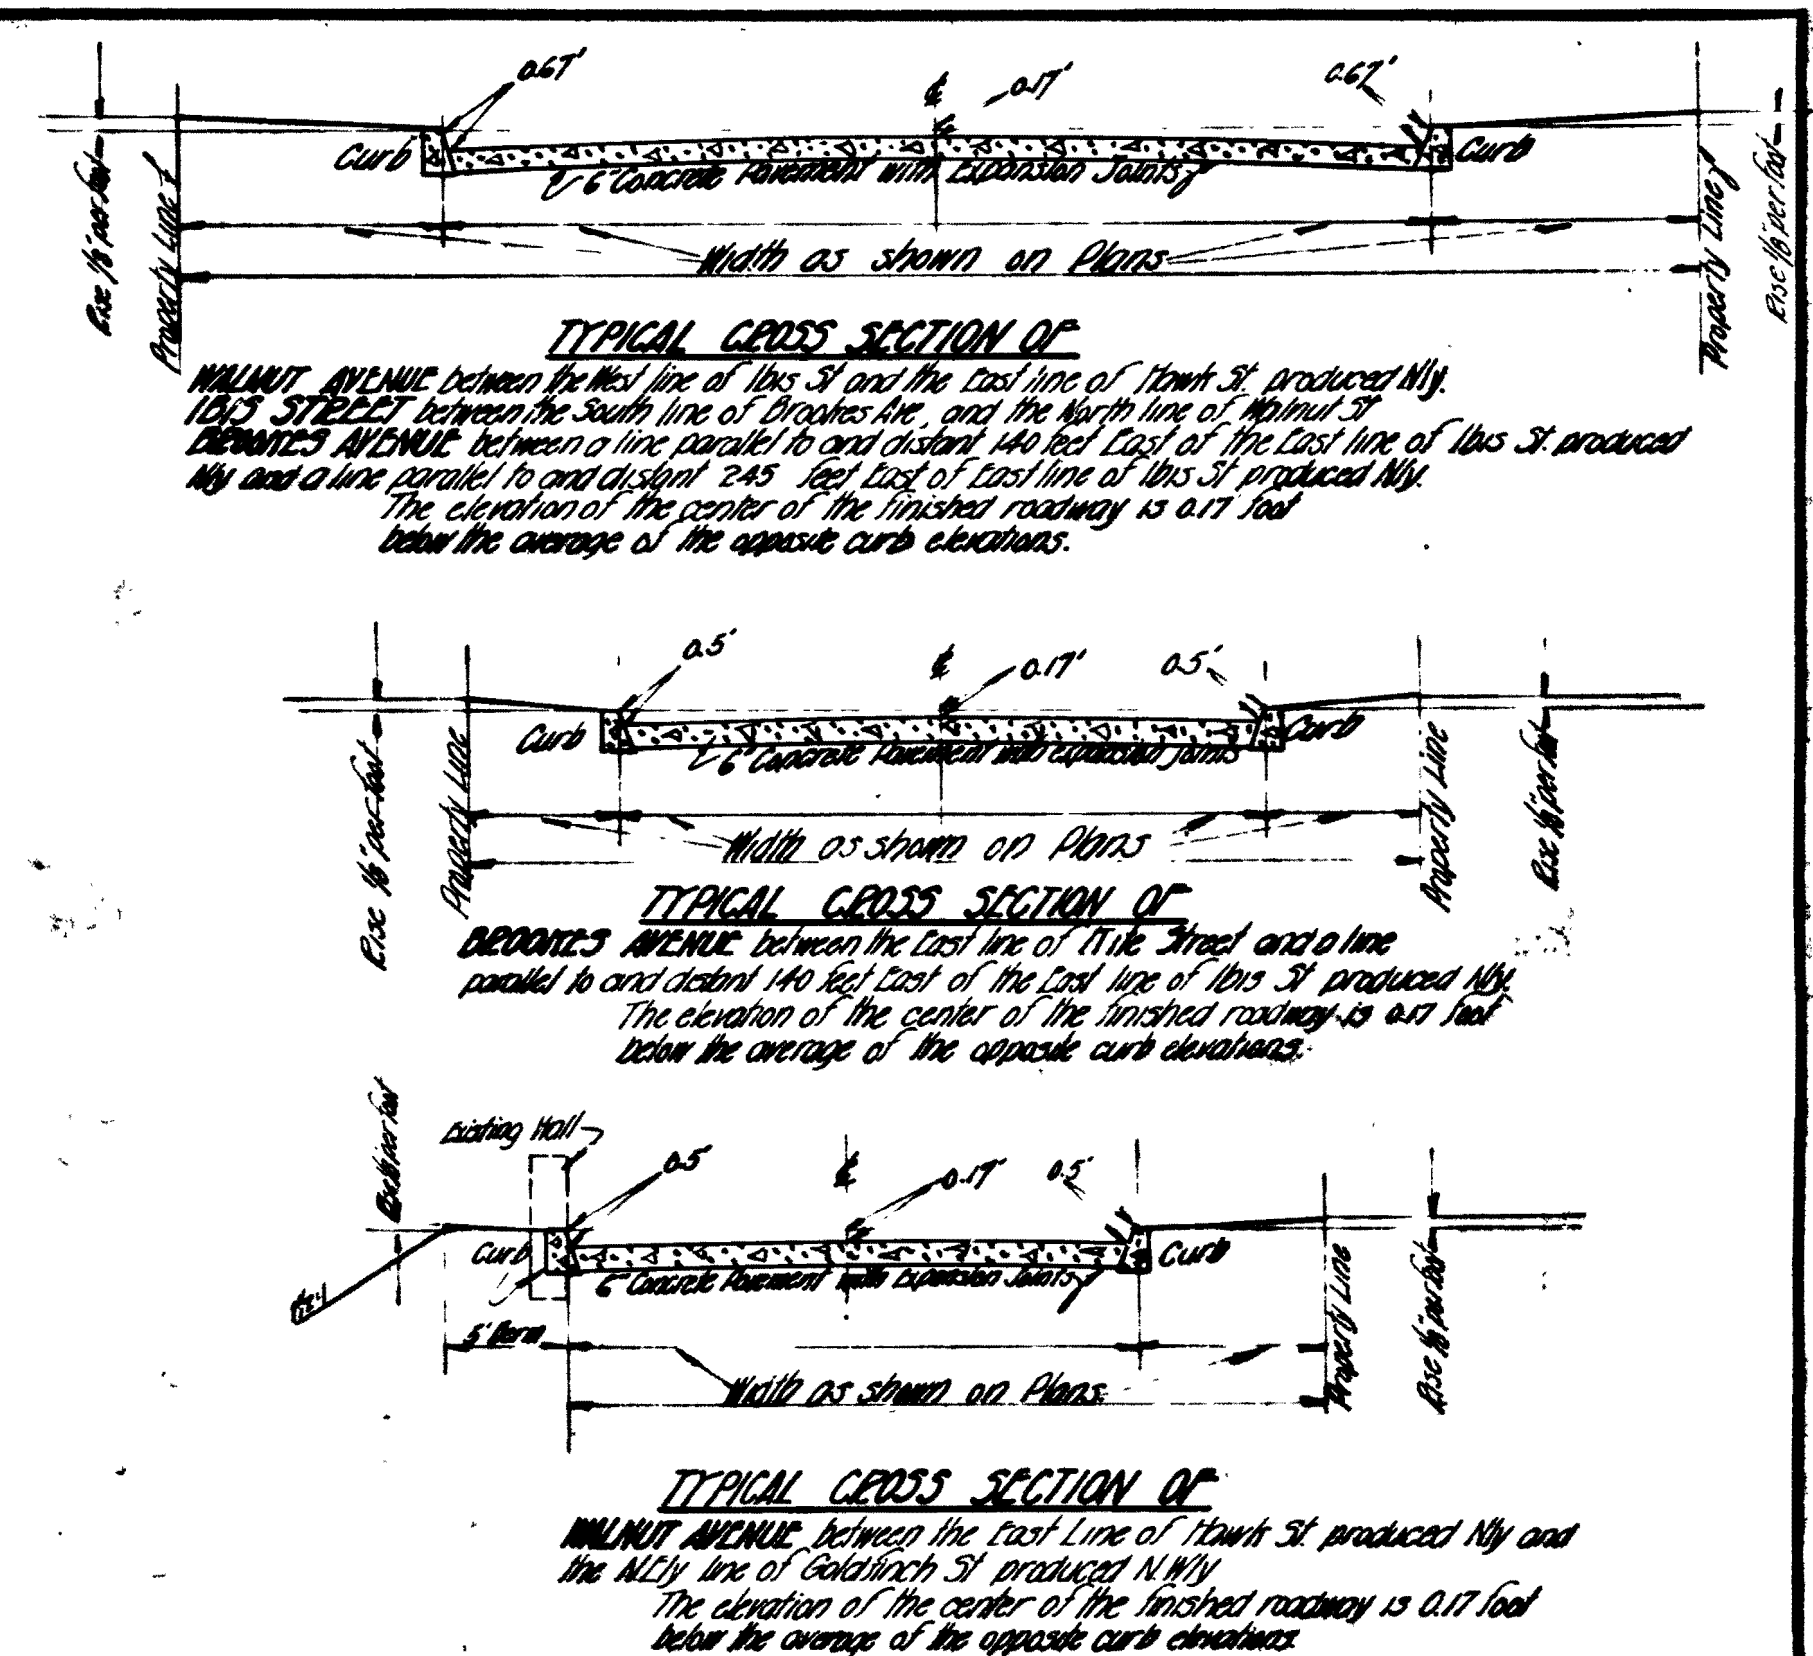 0.67'
℄
0.17'
0.67'
Curb
Curb
6" Concrete Pavement with Expansion Joints
Rise 1/8" per foot
Property Line
Width as shown on Plans
Property Line
Rise 1/8" per foot
TYPICAL CROSS SECTION OF
WALNUT AVENUE between the West line of Ibis St and the East line of Hawk St. produced Nly.
IBIS STREET between the South line of Brookes Ave, and the North line of Walnut St
BROOKES AVENUE between a line parallel to and distant 140 feet East of the East line of Ibis St. produced
Nly and a line parallel to and distant 245 feet East of East line of Ibis St produced Nly.
The elevation of the center of the finished roadway is 0.17 foot
below the average of the opposite curb elevations.
0.5'
℄
0.17'
0.5'
Curb
Curb
6" Concrete Pavement with expansion joints
Rise 1/8" per foot
Property Line
Width as shown on Plans
Property Line
Rise 1/8" per foot
TYPICAL CROSS SECTION OF
BROOKES AVENUE between the East line of Street and a line
parallel to and distant 140 feet East of the East line of Ibis St produced Nly.
The elevation of the center of the finished roadway is 0.17 foot
below the average of the opposite curb elevations.
Rise 1/8" per foot
Existing Wall
0.5'
℄
0.17'
0.5'
Curb
Curb
6" Concrete Pavement with Expansion Joints
5' Berm
Property Line
Rise 1/8" per foot
Width as shown on Plans.
TYPICAL CROSS SECTION OF
WALNUT AVENUE between the East Line of Hawk St. produced Nly and
the N.Ely line of Goldfinch St produced N.Wly
The elevation of the center of the finished roadway is 0.17 foot
below the average of the opposite curb elevations.